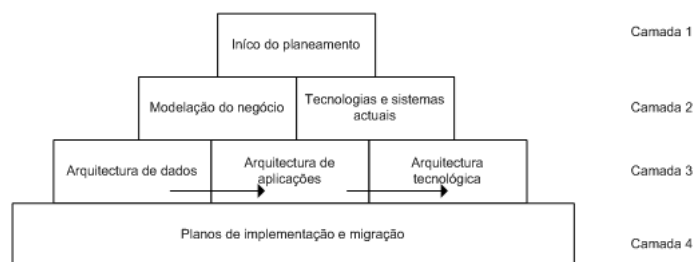 Iníco do planeamento
Camada 1
Modelação do negócio
Tecnologias e sistemas
actuais
Camada 2
Arquitectura de dados
Arquitectura de
aplicações
Arquitectura
tecnológica
Camada 3
Planos de implementação e migração
Camada 4